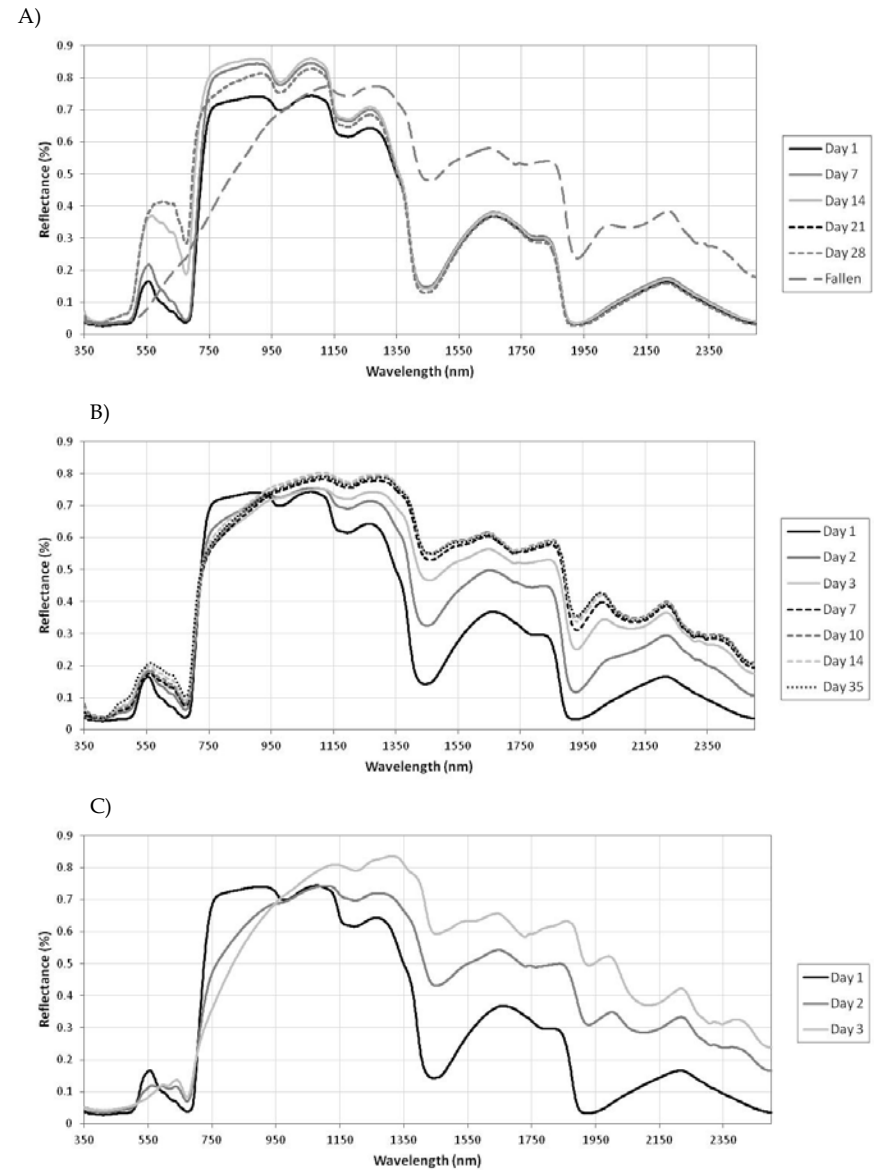 A)
0.9
0.8
0.7
0.6
0.5
0.4
0.3
0.2
0.1
0
Reflectance (%)
350 550 750 950 1150 1350 1550 1750 1950 2150 2350
Wavelength (nm)
Day 1
Day 7
Day 14
Day 21
Day 28
Fallen
B)
0.9
0.8
0.7
0.6
0.5
0.4
0.3
0.2
0.1
0
Reflectance (%)
350 550 750 950 1150 1350 1550 1750 1950 2150 2350
Wavelength (nm)
Day 1
Day 2
Day 3
Day 7
Day 10
Day 14
Day 35
C)
0.9
0.8
0.7
0.6
0.5
0.4
0.3
0.2
0.1
0
Reflectance (%)
350 550 750 950 1150 1350 1550 1750 1950 2150 2350
Wavelength (nm)
Day 1
Day 2
Day 3